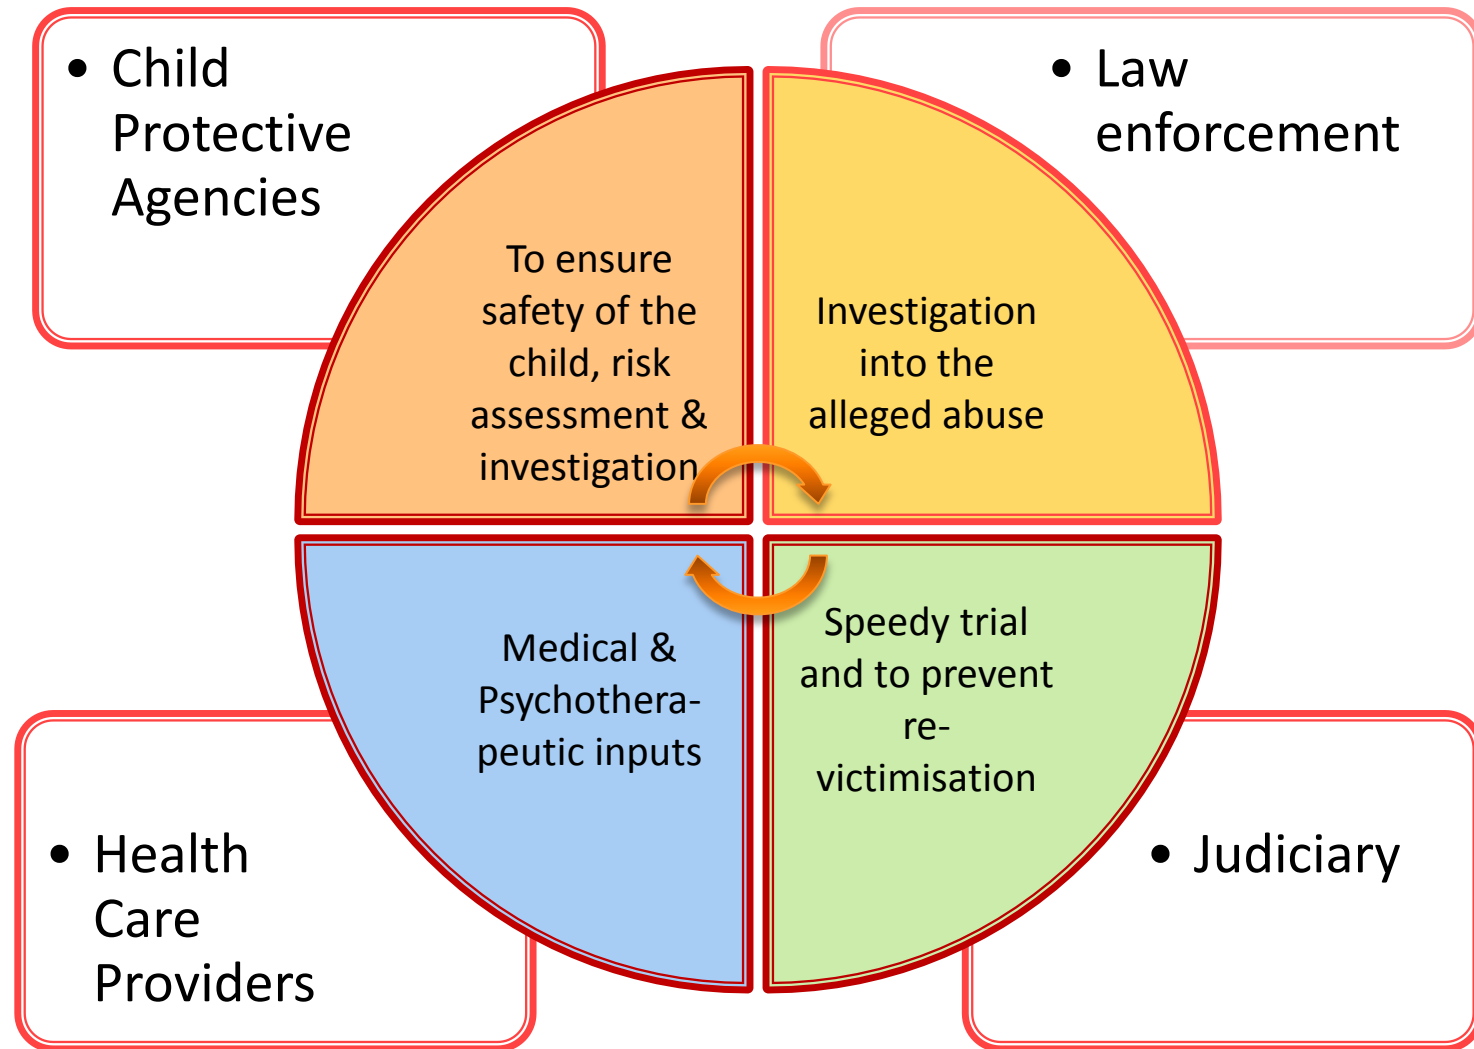 • Child
Protective
Agencies
• Law
enforcement
To ensure
safety of the
child, risk
assessment &
investigation
Investigation
into the
alleged abuse
Medical &
Psychothera-
peutic inputs
Speedy trial
and to prevent
re-
victimisation
• Health
Care
Providers
• Judiciary